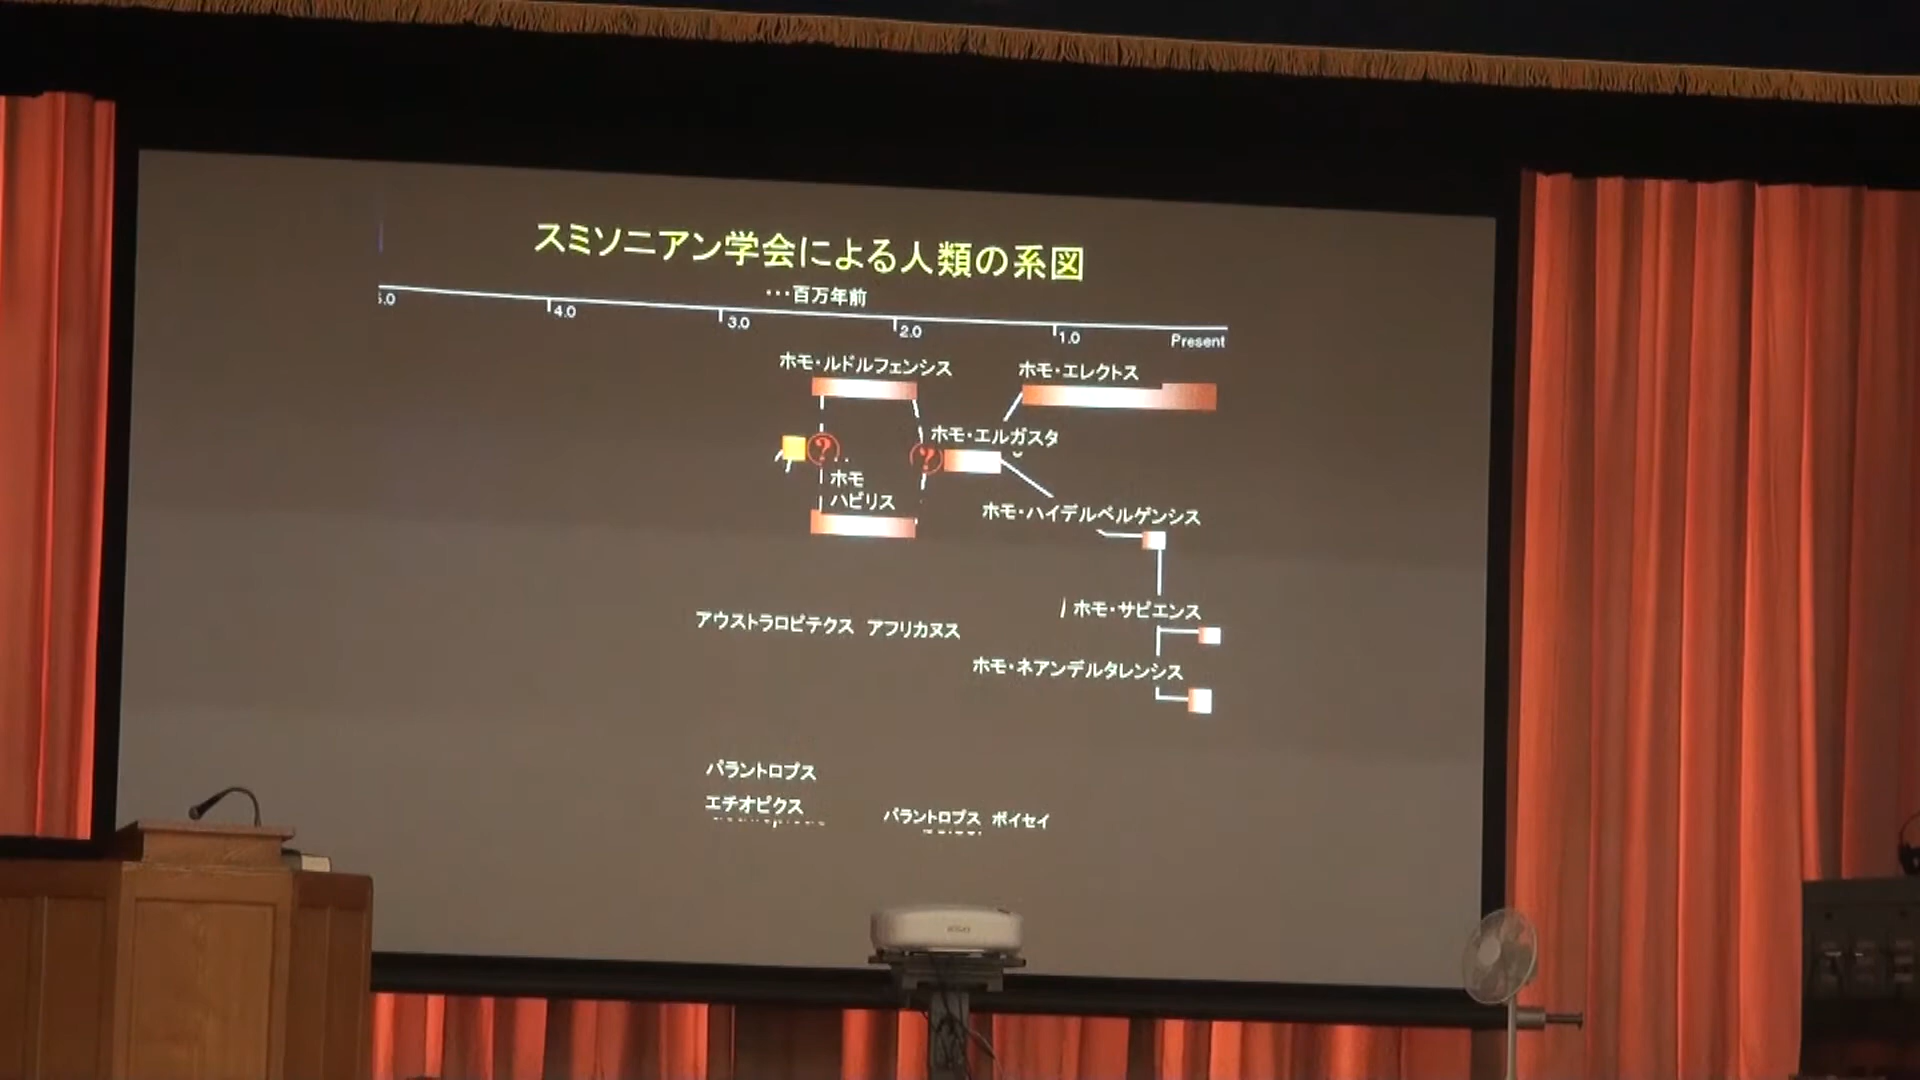 スミソニアン学会による人類の系図
･･･百万年前
5.0 4.0 3.0 2.0 1.0 Present
ホモ・ルドルフェンシス
ホモ・エレクトス
ホモ・エルガスタ
? ?
ホモ
ハビリス
ホモ・ハイデルベルゲンシス
ホモ・サピエンス
アウストラロピテクス アフリカヌス
ホモ・ネアンデルタレンシス
パラントロプス
エチオピクス
パラントロプス ボイセイ